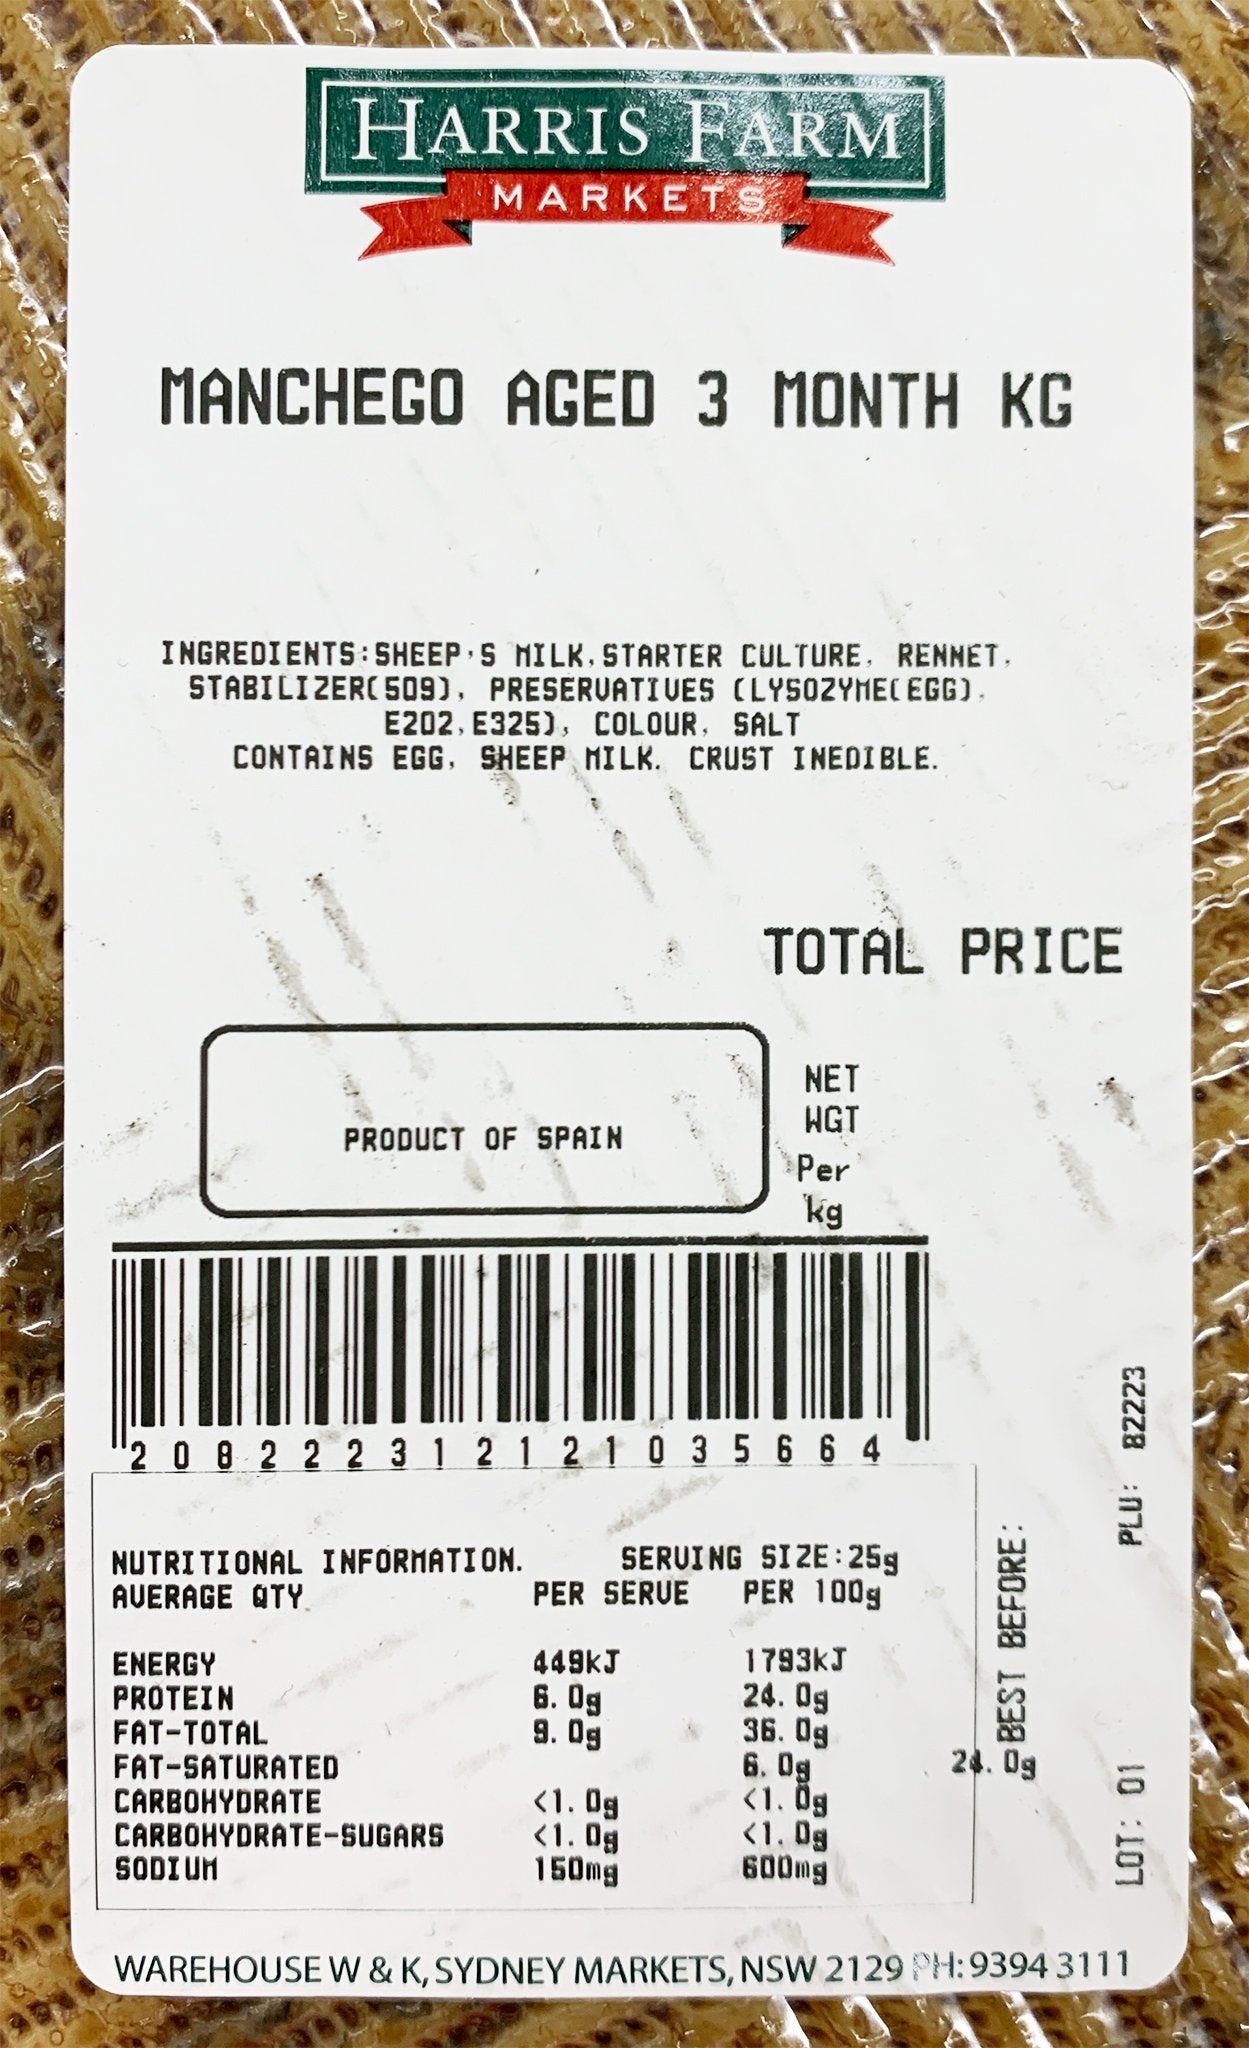 HARRIS FARM
MARKETS
MANCHEGO AGED 3 MONTH KG
INGREDIENTS:SHEEP'S MILK,STARTER CULTURE, RENNET,
STABILIZER(509), PRESERVATIVES (LYSOZYME(EGG),
E202,E325), COLOUR, SALT
CONTAINS EGG, SHEEP MILK. CRUST INEDIBLE.
TOTAL PRICE
PRODUCT OF SPAIN
NET
WGT
Per
kg
208222312121035664
NUTRITIONAL INFORMATION. SERVING SIZE:25g
AVERAGE QTY PER SERVE PER 100g
ENERGY 449kJ 1793kJ
PROTEIN 6.0g 24.0g
FAT-TOTAL 9.0g 36.0g
FAT-SATURATED 6.0g 24.0g
CARBOHYDRATE <1.0g <1.0g
CARBOHYDRATE-SUGARS <1.0g <1.0g
SODIUM 150mg 600mg
BEST BEFORE:
PLU: 82223
LOT: 01
WAREHOUSE W & K, SYDNEY MARKETS, NSW 2129 PH: 9394 3111